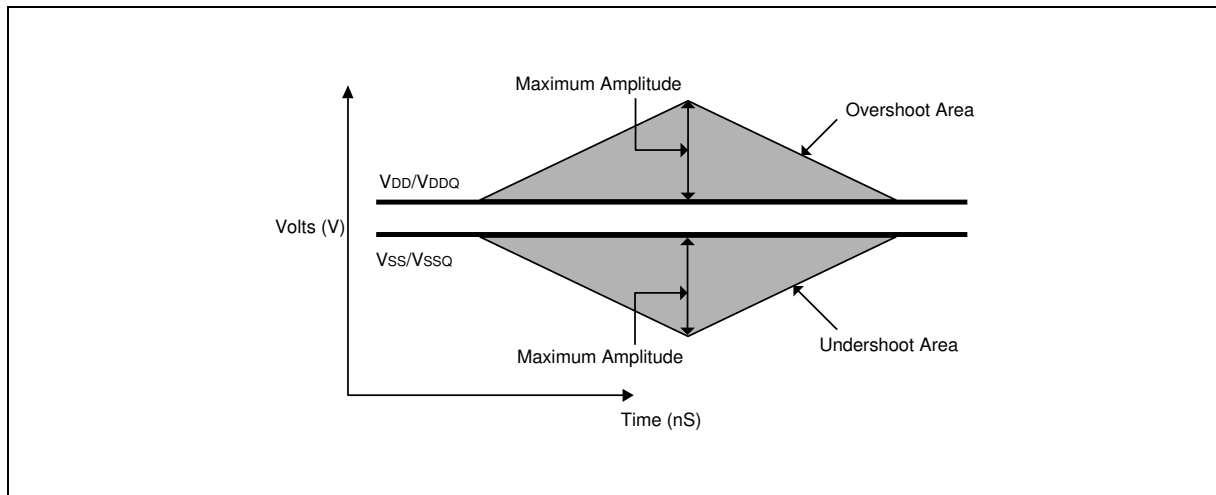 Maximum Amplitude
Overshoot Area
VDD/VDDQ
Volts (V)
VSS/VSSQ
Undershoot Area
Maximum Amplitude
Time (nS)